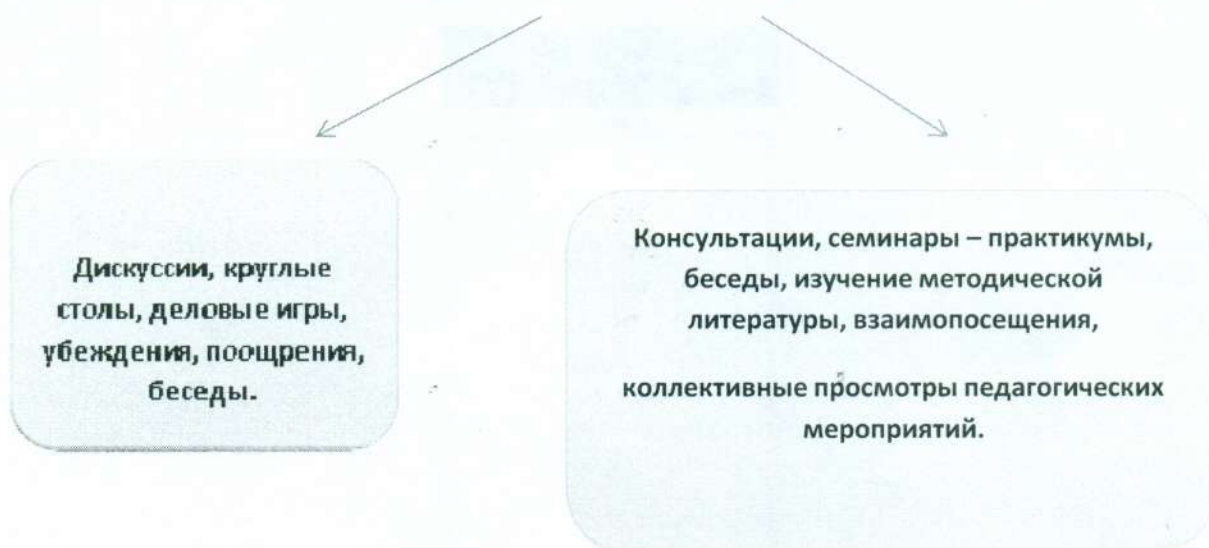 Дискуссии, круглые
столы, деловые игры,
убеждения, поощрения,
беседы.
Консультации, семинары – практикумы,
беседы, изучение методической
литературы, взаимопосещения,
коллективные просмотры педагогических
мероприятий.